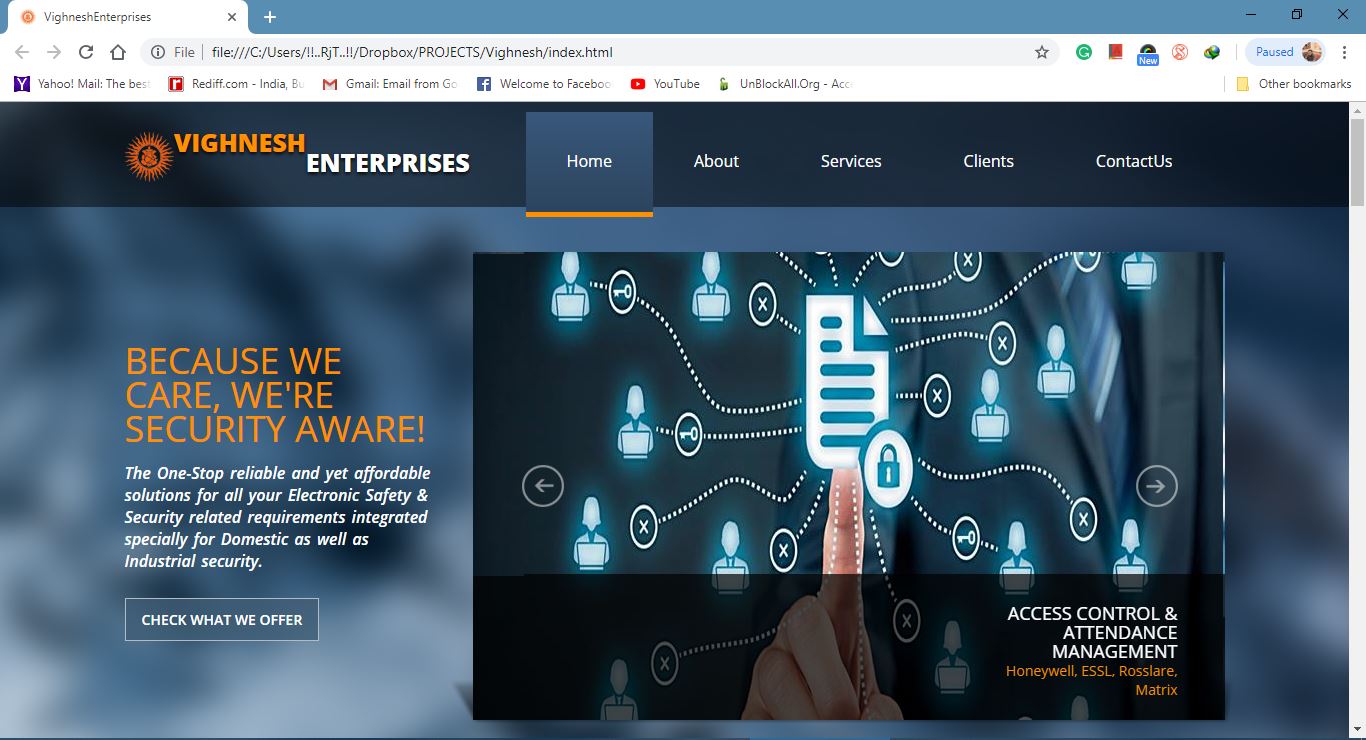 VighneshEnterprises
File
file:///C:/Users/!!..RjT..!!/Dropbox/PROJECTS/Vighnesh/index.html
New
Paused
Yahoo! Mail: The best
Rediff.com - India, Bu
Gmail: Email from Go
Welcome to Faceboo
YouTube
UnBlockAll.Org - Acce
Other bookmarks
VIGHNESH
ENTERPRISES
Home
About
Services
Clients
ContactUs
BECAUSE WE
CARE, WE'RE
SECURITY AWARE!
The One-Stop reliable and yet affordable
solutions for all your Electronic Safety &
Security related requirements integrated
specially for Domestic as well as
Industrial security.
CHECK WHAT WE OFFER
ACCESS CONTROL &
ATTENDANCE
MANAGEMENT
Honeywell, ESSL, Rosslare,
Matrix